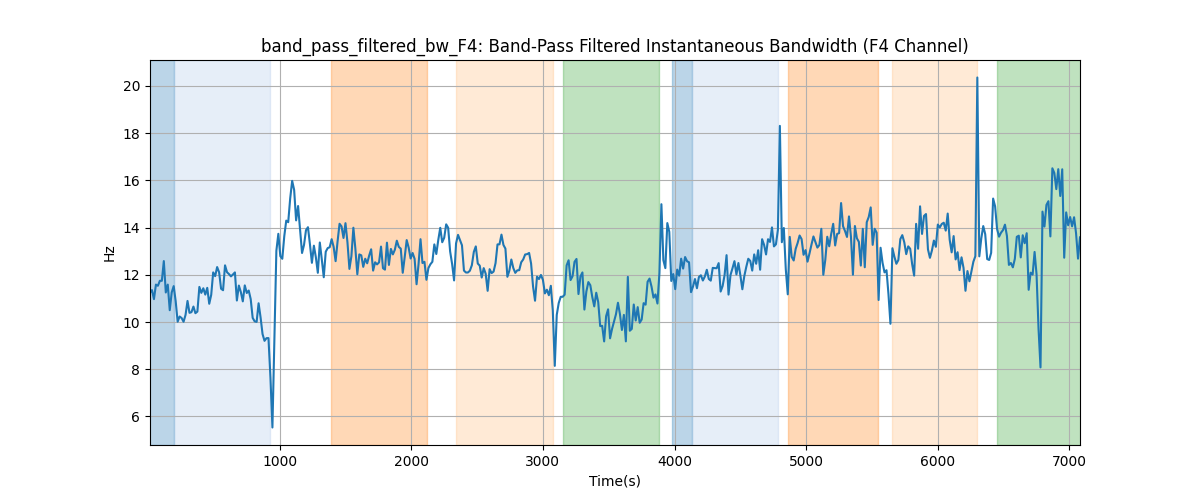 band_pass_filtered_bw_F4: Band-Pass Filtered Instantaneous Bandwidth (F4 Channel)
20
18
16
14
12
10
8
6
Hz
1000 2000 3000 4000 5000 6000 7000
Time(s)